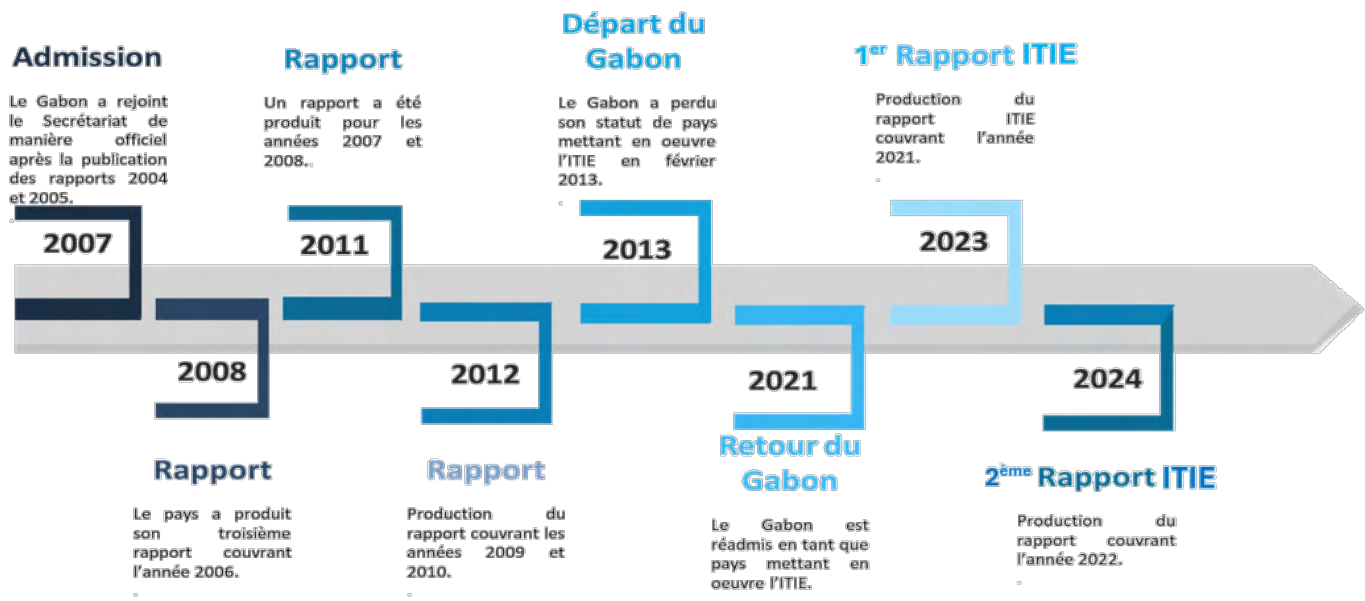 Admission
Le Gabon a rejoint
le Secrétariat de
manière officiel
après la publication
des rapports 2004
et 2005.
2007
2008
Rapport
Le pays a produit
son troisième
rapport couvrant
l'année 2006.
Rapport
Un rapport a été
produit pour les
années 2007 et
2008.
2011
2012
Rapport
Production du
rapport couvrant les
années 2009 et
2010.
Départ du
Gabon
Le Gabon a perdu
son statut de pays
mettant en oeuvre
l'ITIE en février
2013.
2013
2021
Retour du
Gabon
Le Gabon est
réadmis en tant que
pays mettant en
oeuvre l'ITIE.
1er Rapport ITIE
Production du
rapport ITIE
couvrant l'année
2021.
2023
2024
2ème Rapport ITIE
Production du
rapport couvrant
l'année 2022.